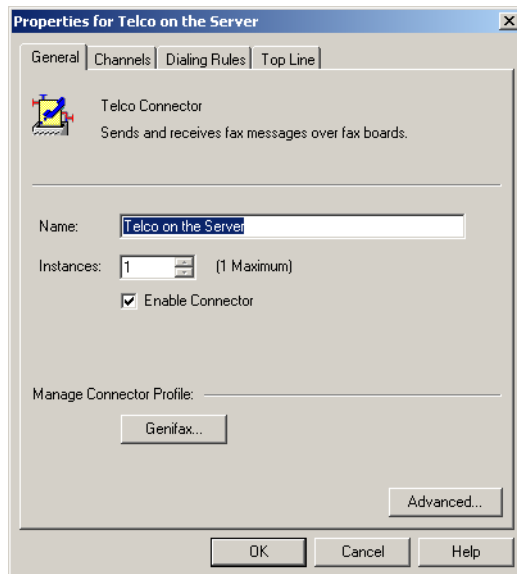 Properties for Telco on the Server
General Channels Dialing Rules Top Line
Telco Connector
Sends and receives fax messages over fax boards.
Name: Telco on the Server
Instances: 1 (1 Maximum)
Enable Connector
Manage Connector Profile:
Genifax...
Advanced...
OK Cancel Help